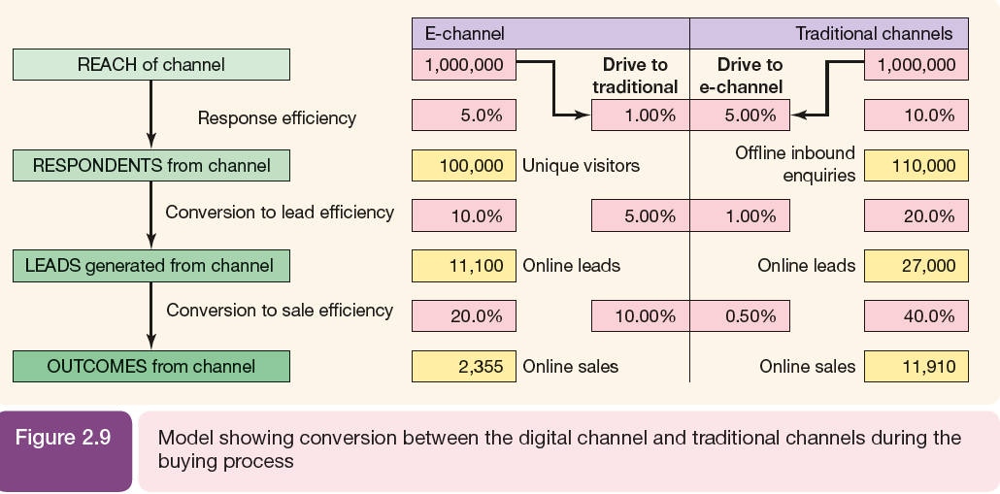 E-channel
Traditional channels
REACH of channel
1,000,000
Drive to
traditional
Drive to
e-channel
1,000,000
Response efficiency
5.0%
1.00%
5.00%
10.0%
RESPONDENTS from channel
100,000
Unique visitors
Offline inbound
enquiries
110,000
Conversion to lead efficiency
10.0%
5.00%
1.00%
20.0%
LEADS generated from channel
11,100
Online leads
Online leads
27,000
Conversion to sale efficiency
20.0%
10.00%
0.50%
40.0%
OUTCOMES from channel
2,355
Online sales
Online sales
11,910
Figure 2.9
Model showing conversion between the digital channel and traditional channels during the
buying process